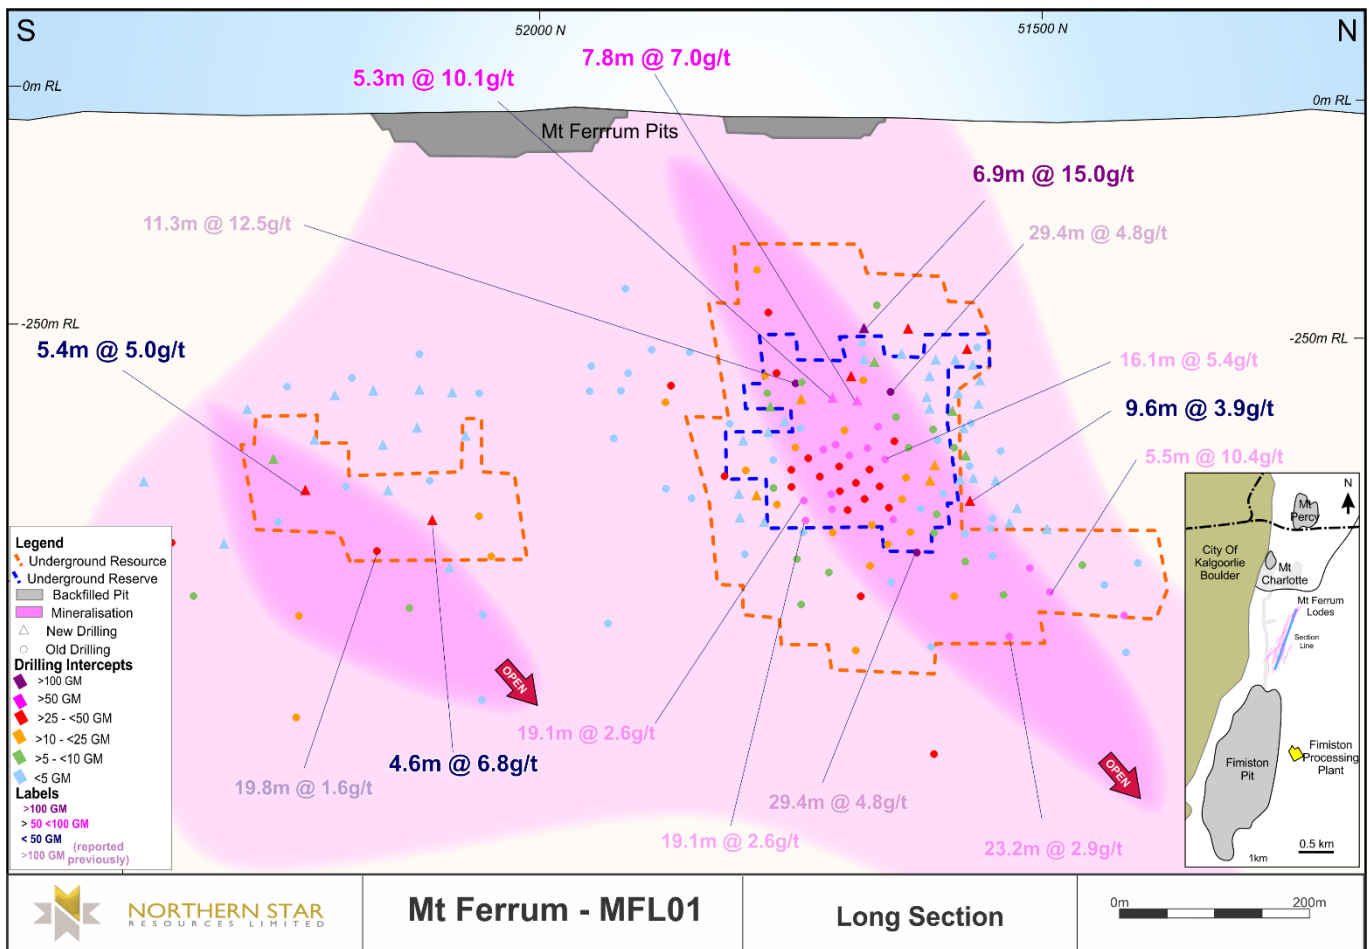 S
52000 N
51500 N
N
7.8m @ 7.0g/t
5.3m @ 10.1g/t
0m RL
0m RL
Mt Ferrrum Pits
6.9m @ 15.0g/t
11.3m @ 12.5g/t
29.4m @ 4.8g/t
-250m RL
-250m RL
5.4m @ 5.0g/t
16.1m @ 5.4g/t
9.6m @ 3.9g/t
5.5m @ 10.4g/t
N
Mt
Percy
City Of
Kalgoorlie
Boulder
Mt
Charlotte
Mt Ferrum
Lodes
Section
Line
Fimiston
Pit
Fimiston
Processing
Plant
0.5 km
1km
Legend
Underground Resource
Underground Reserve
Backfilled Pit
Mineralisation
New Drilling
Old Drilling
Drilling Intercepts
>100 GM
>50 GM
>25 - <50 GM
>10 - <25 GM
>5 - <10 GM
<5 GM
Labels
>100 GM
> 50 <100 GM
< 50 GM
>100 GM (reported
previously)
OPEN
OPEN
19.1m @ 2.6g/t
4.6m @ 6.8g/t
19.8m @ 1.6g/t
29.4m @ 4.8g/t
19.1m @ 2.6g/t
23.2m @ 2.9g/t
NORTHERN STAR
RESOURCES LIMITED
Mt Ferrum - MFL01
Long Section
0m
200m